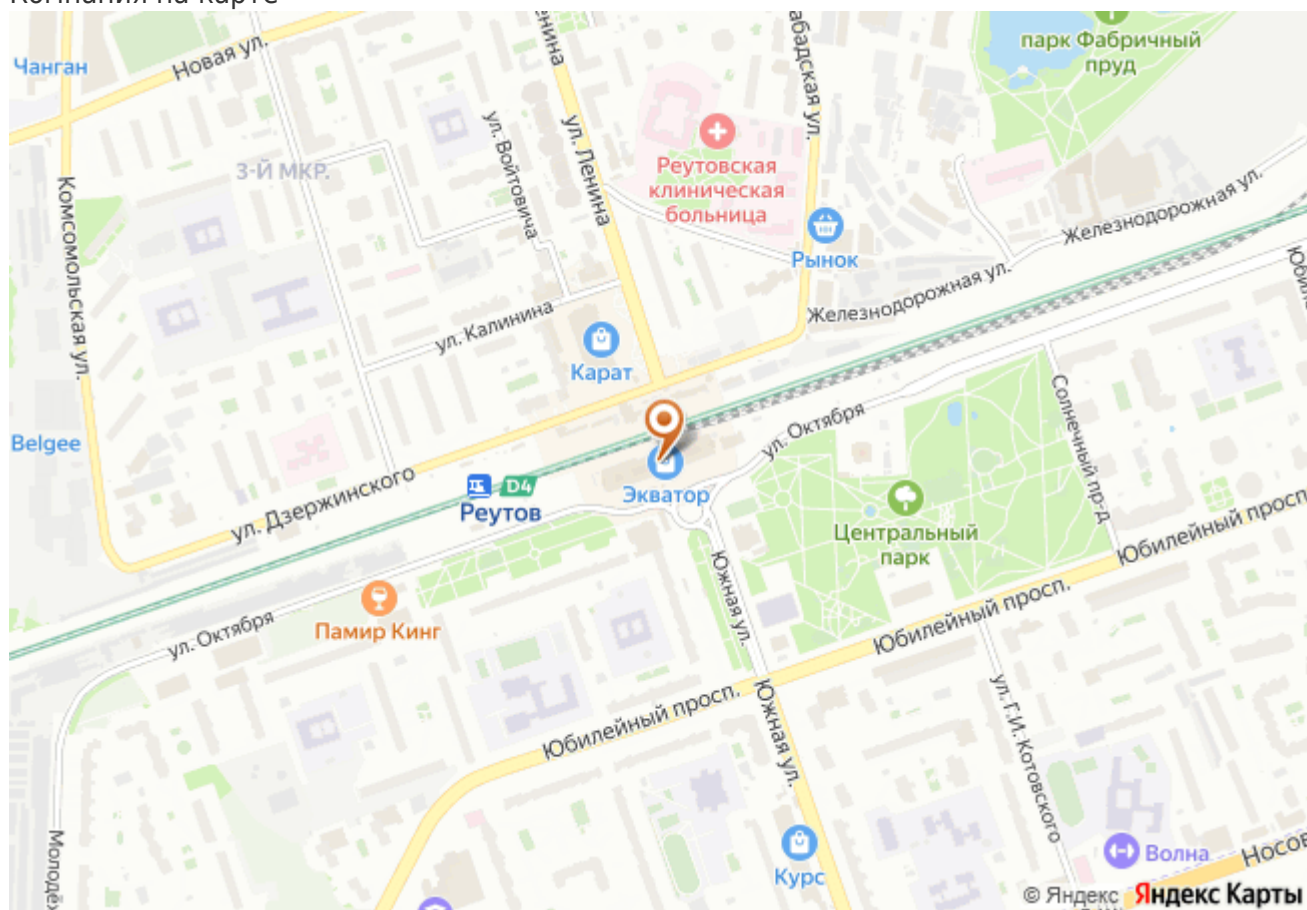 Компания на карте
Чанган
Новая ул.
ул. Ленина
парк Фабричный
пруд
ул. Войтовича
3-Й МКР.
Реутовская
клиническая
больница
Рынок
Железнодорожная ул.
Железнодорожная ул.
Комсомольская ул.
ул. Калинина
Карат
Belgee
ул. Дзержинского
D4
Реутов
Экватор
ул. Октября
Солнечный пр-д
Центральный
парк
Юбилейный просп.
Юбилейный просп.
Юбилейный просп.
Южная ул.
Южная ул.
Памир Кинг
ул. Октября
ул. Г.И. Котовского
Курс
Волна
© Яндекс Яндекс Карты